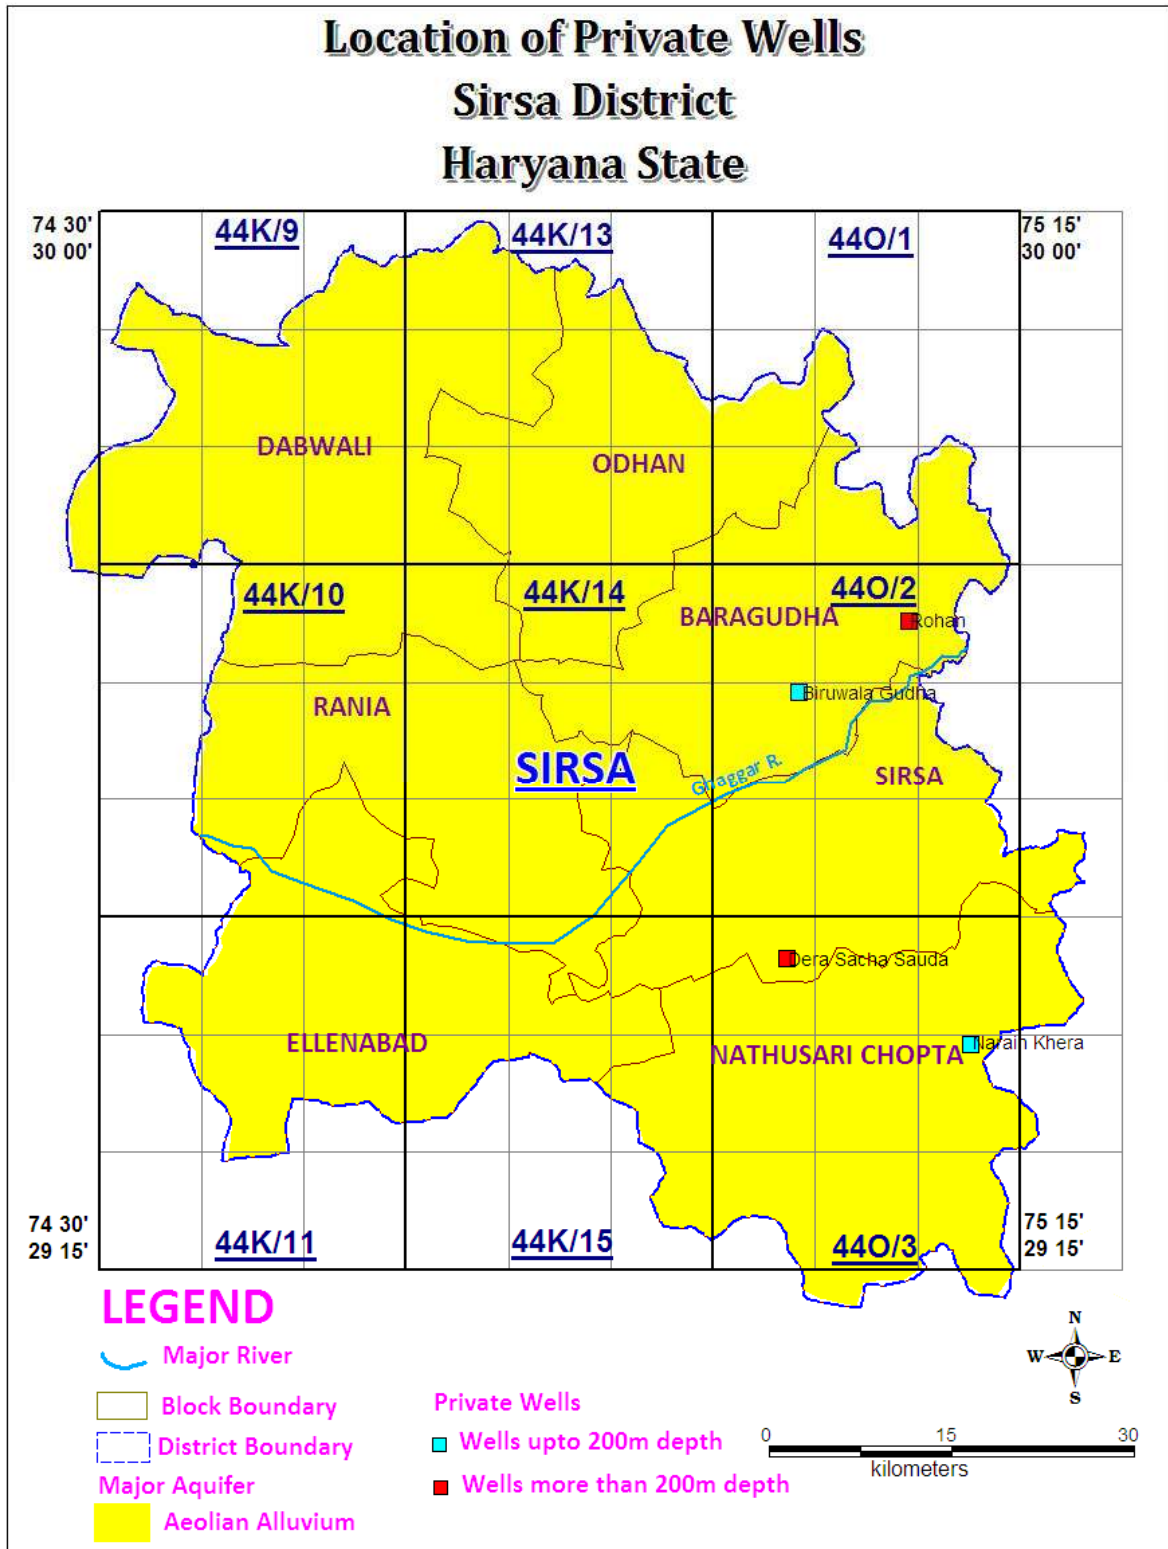 Location of Private Wells
Sirsa District
Haryana State
74 30'
30 00'
44K/9
44K/13
44O/1
75 15'
30 00'
DABWALI
ODHAN
44K/10
44K/14
44O/2
BARAGUDHA
Rohan
RANIA
Biruwala Gudha
SIRSA
Ghaggar R.
SIRSA
Dera Sacha Sauda
ELLENABAD
NATHUSARI CHOPTA
Narain Khera
74 30'
29 15'
44K/11
44K/15
44O/3
75 15'
29 15'
LEGEND
Major River
Block Boundary
District Boundary
Major Aquifer
Aeolian Alluvium
Private Wells
Wells upto 200m depth
Wells more than 200m depth
N
W E
S
0 15 30
kilometers